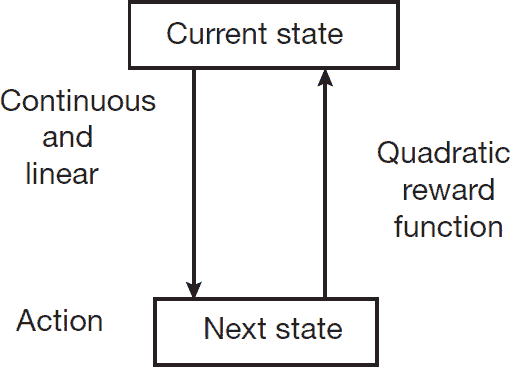 Current state
Continuous
and
linear
Quadratic
reward
function
Action
Next state